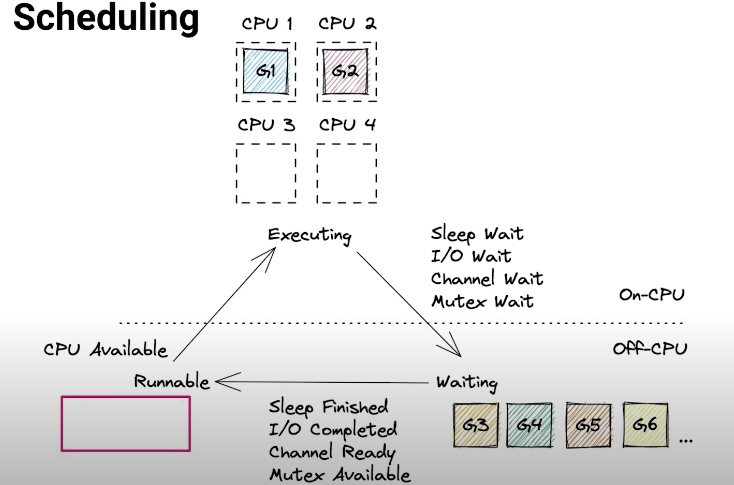 Scheduling
CPU 1 CPU 2
G1 G2
CPU 3 CPU 4
Executing
Sleep Wait
I/O Wait
Channel Wait
Mutex Wait
On-CPU
CPU Available
Off-CPU
Runnable
Waiting
Sleep Finished
I/O Completed
Channel Ready
Mutex Available
G3 G4 G5 G6 ...